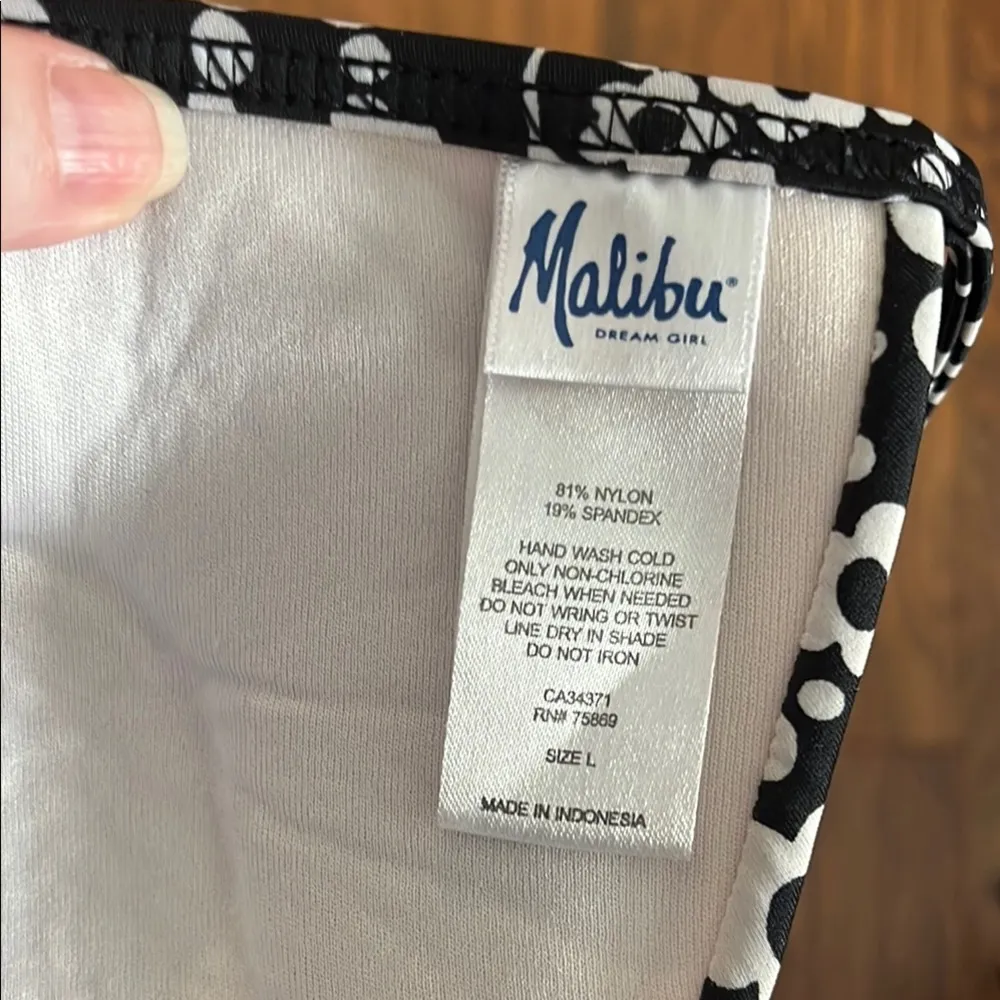 Malibu®
DREAM GIRL
81% NYLON
19% SPANDEX
HAND WASH COLD
ONLY NON-CHLORINE
BLEACH WHEN NEEDED
DO NOT WRING OR TWIST
LINE DRY IN SHADE
DO NOT IRON
CA34371
RN# 75869
SIZE L
MADE IN INDONESIA